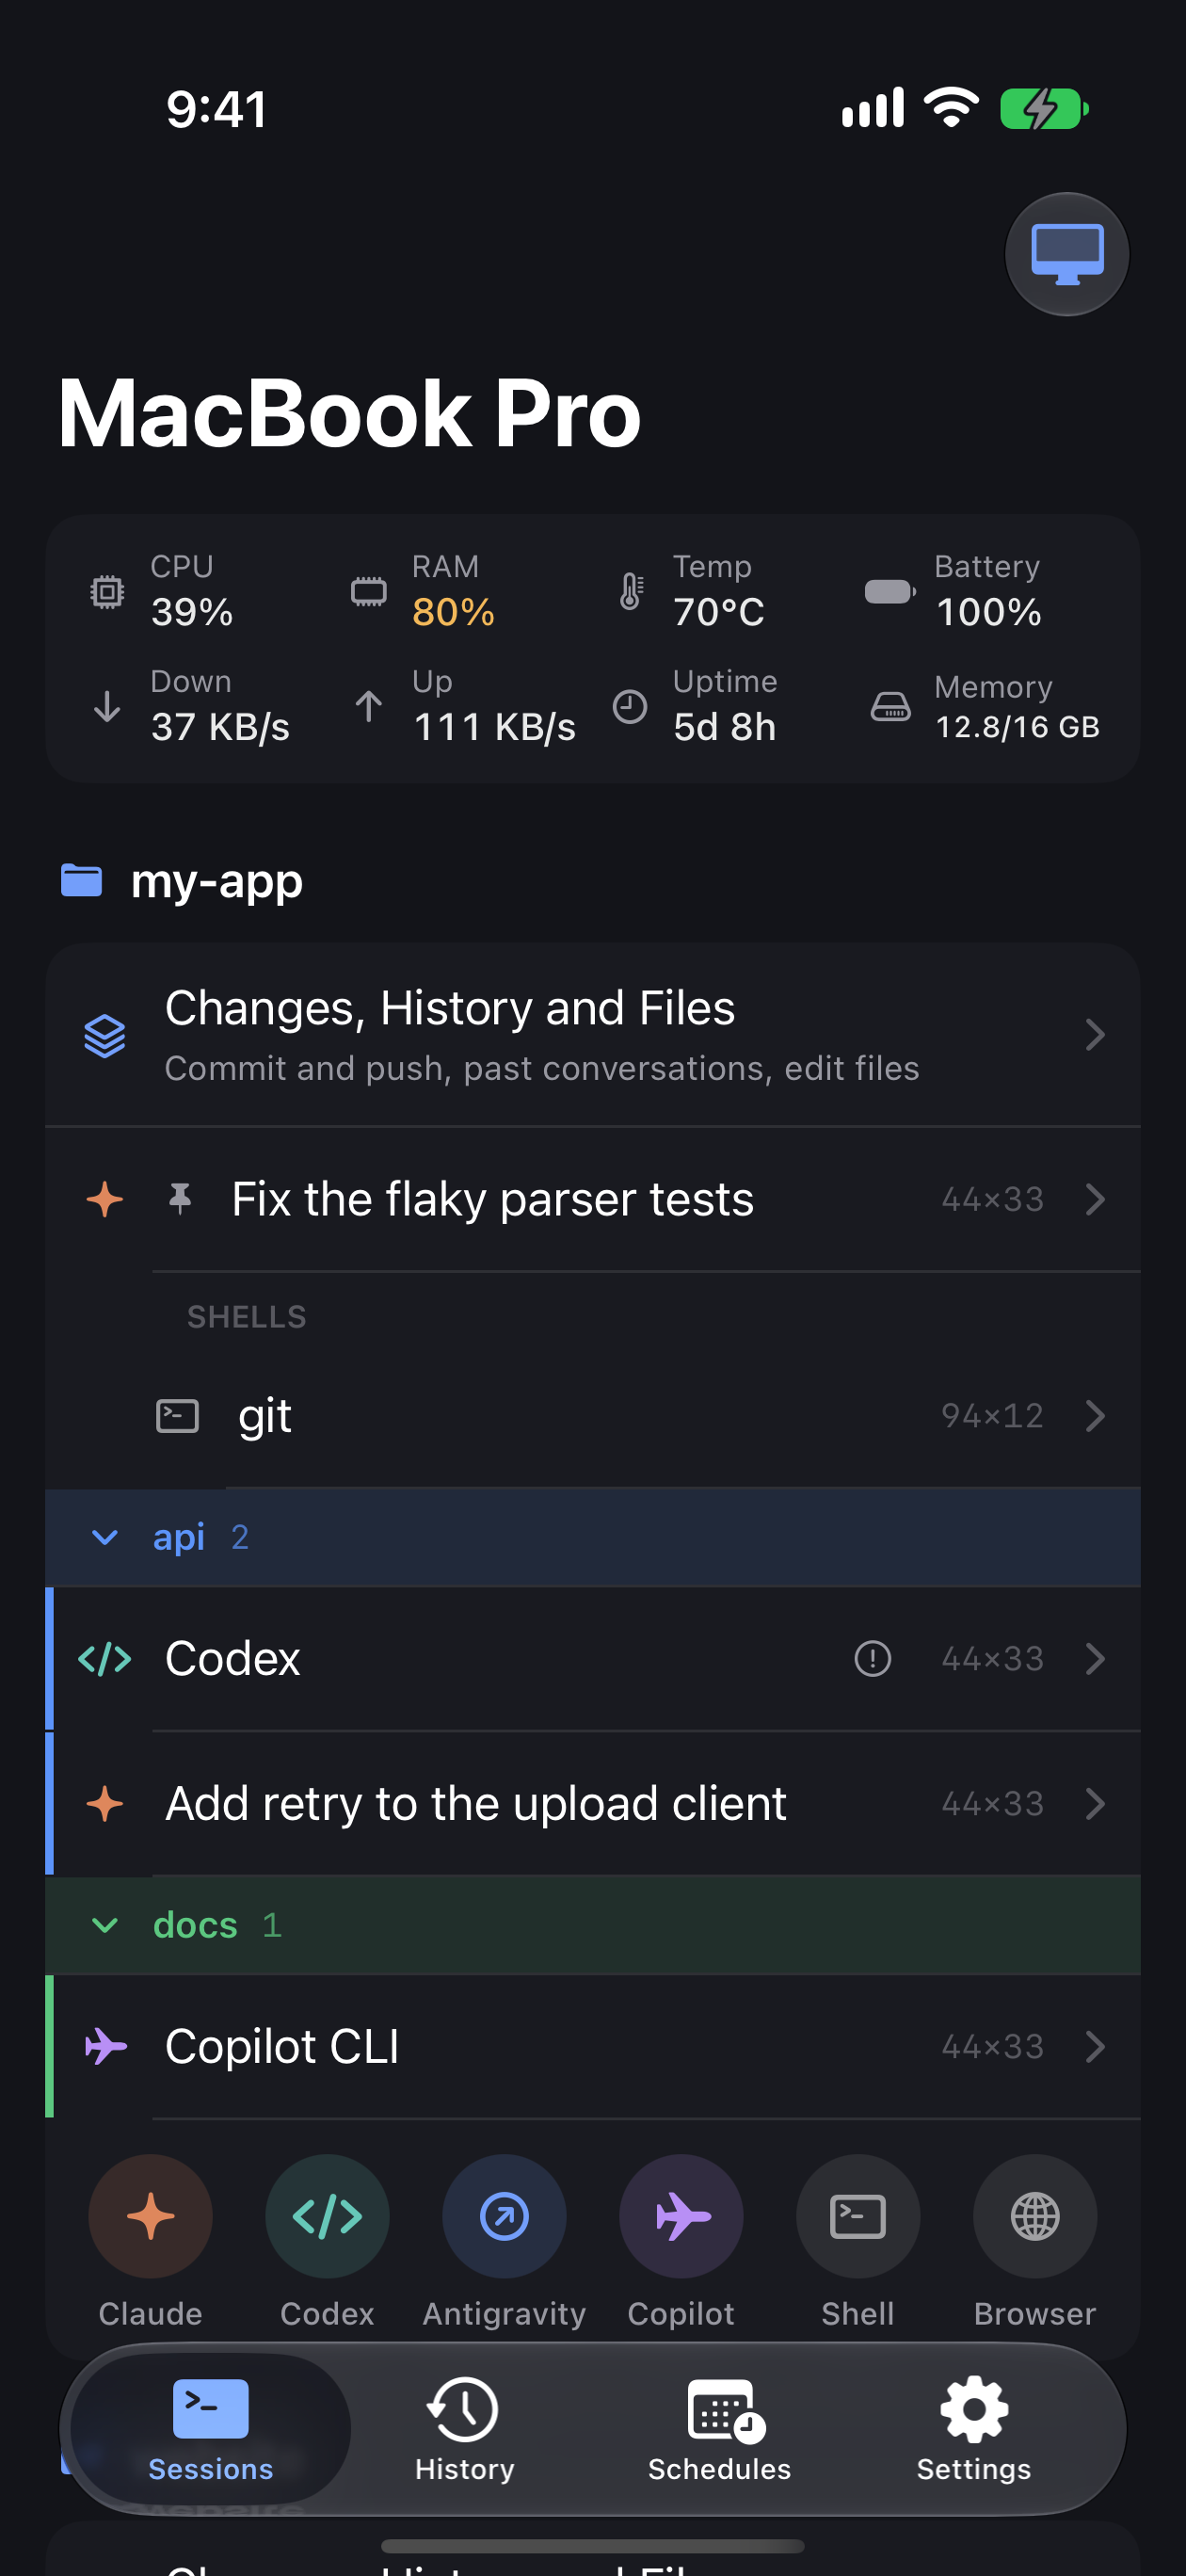 9:41
MacBook Pro
CPU
39%
RAM
80%
Temp
70°C
Battery
100%
Down
37 KB/s
Up
111 KB/s
Uptime
5d 8h
Memory
12.8/16 GB
my-app
Changes, History and Files
Commit and push, past conversations, edit files
Fix the flaky parser tests
44×33
SHELLS
git
94×12
api 2
Codex
44×33
Add retry to the upload client
44×33
docs 1
Copilot CLI
44×33
Claude
Codex
Antigravity
Copilot
Shell
Browser
Sessions
History
Schedules
Settings